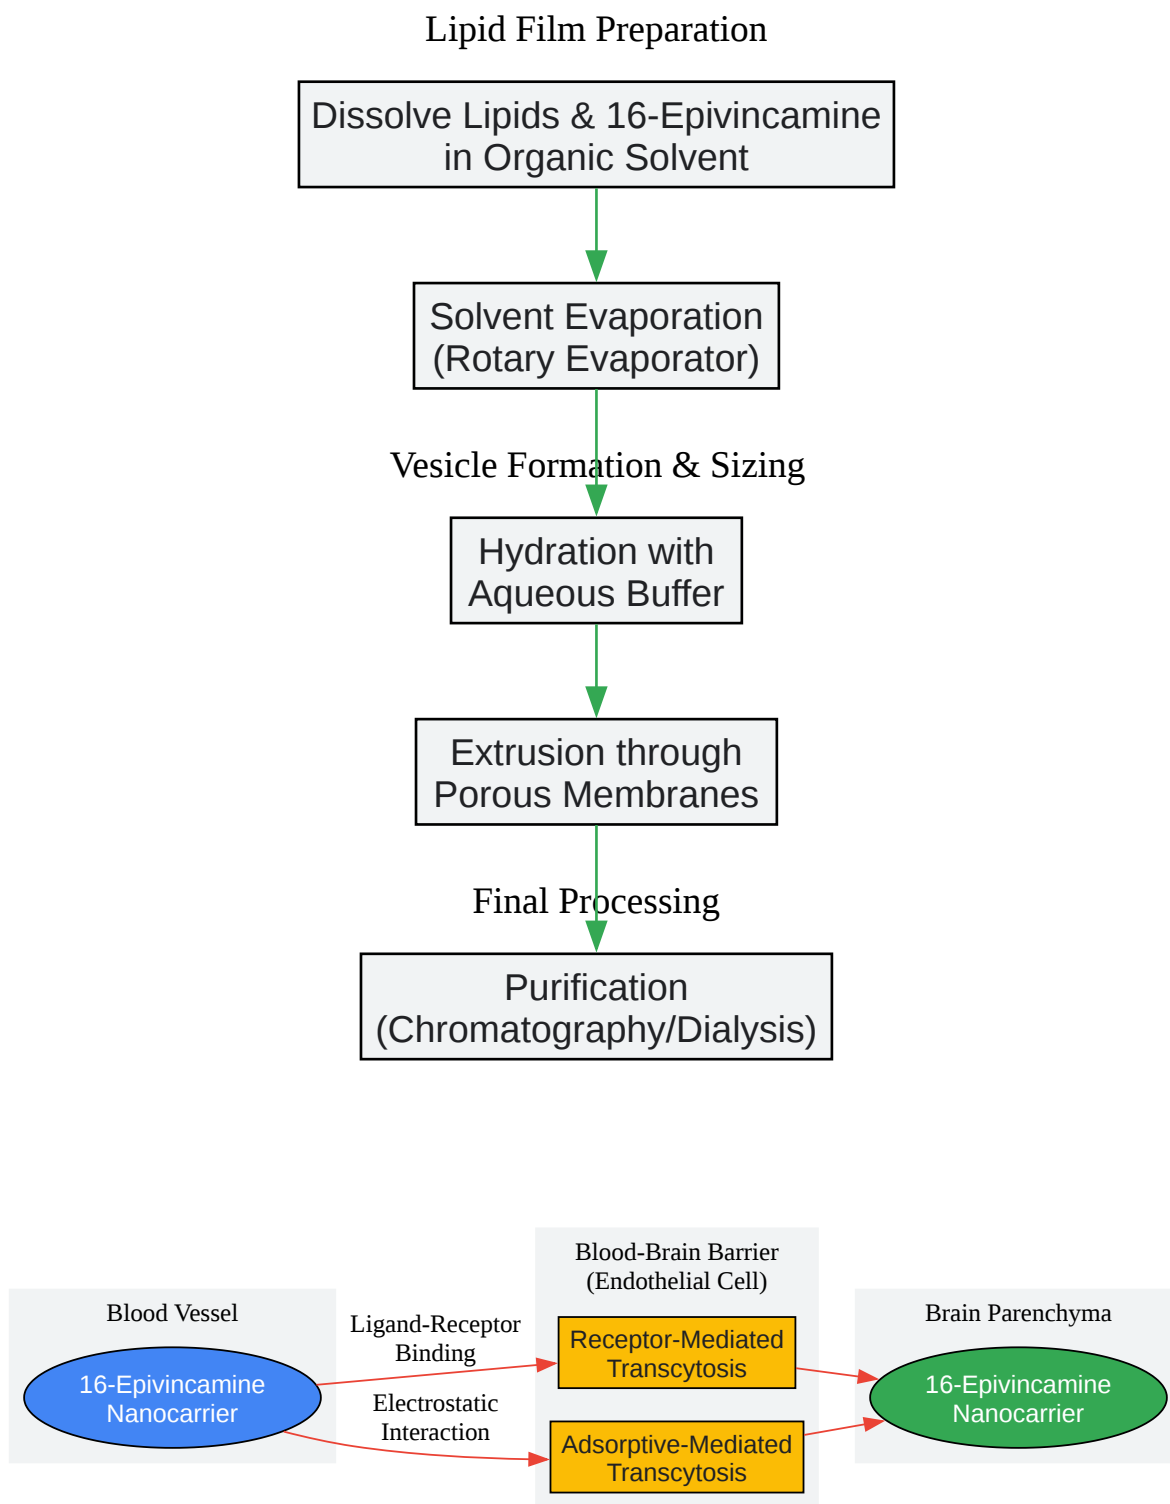 Lipid Film Preparation
Dissolve Lipids & 16-Epivincamine
in Organic Solvent
Solvent Evaporation
(Rotary Evaporator)
Vesicle Formation & Sizing
Hydration with
Aqueous Buffer
Extrusion through
Porous Membranes
Final Processing
Purification
(Chromatography/Dialysis)
Blood Vessel
16-Epivincamine
Nanocarrier
Ligand-Receptor
Binding
Electrostatic
Interaction
Blood-Brain Barrier
(Endothelial Cell)
Receptor-Mediated
Transcytosis
Adsorptive-Mediated
Transcytosis
Brain Parenchyma
16-Epivincamine
Nanocarrier